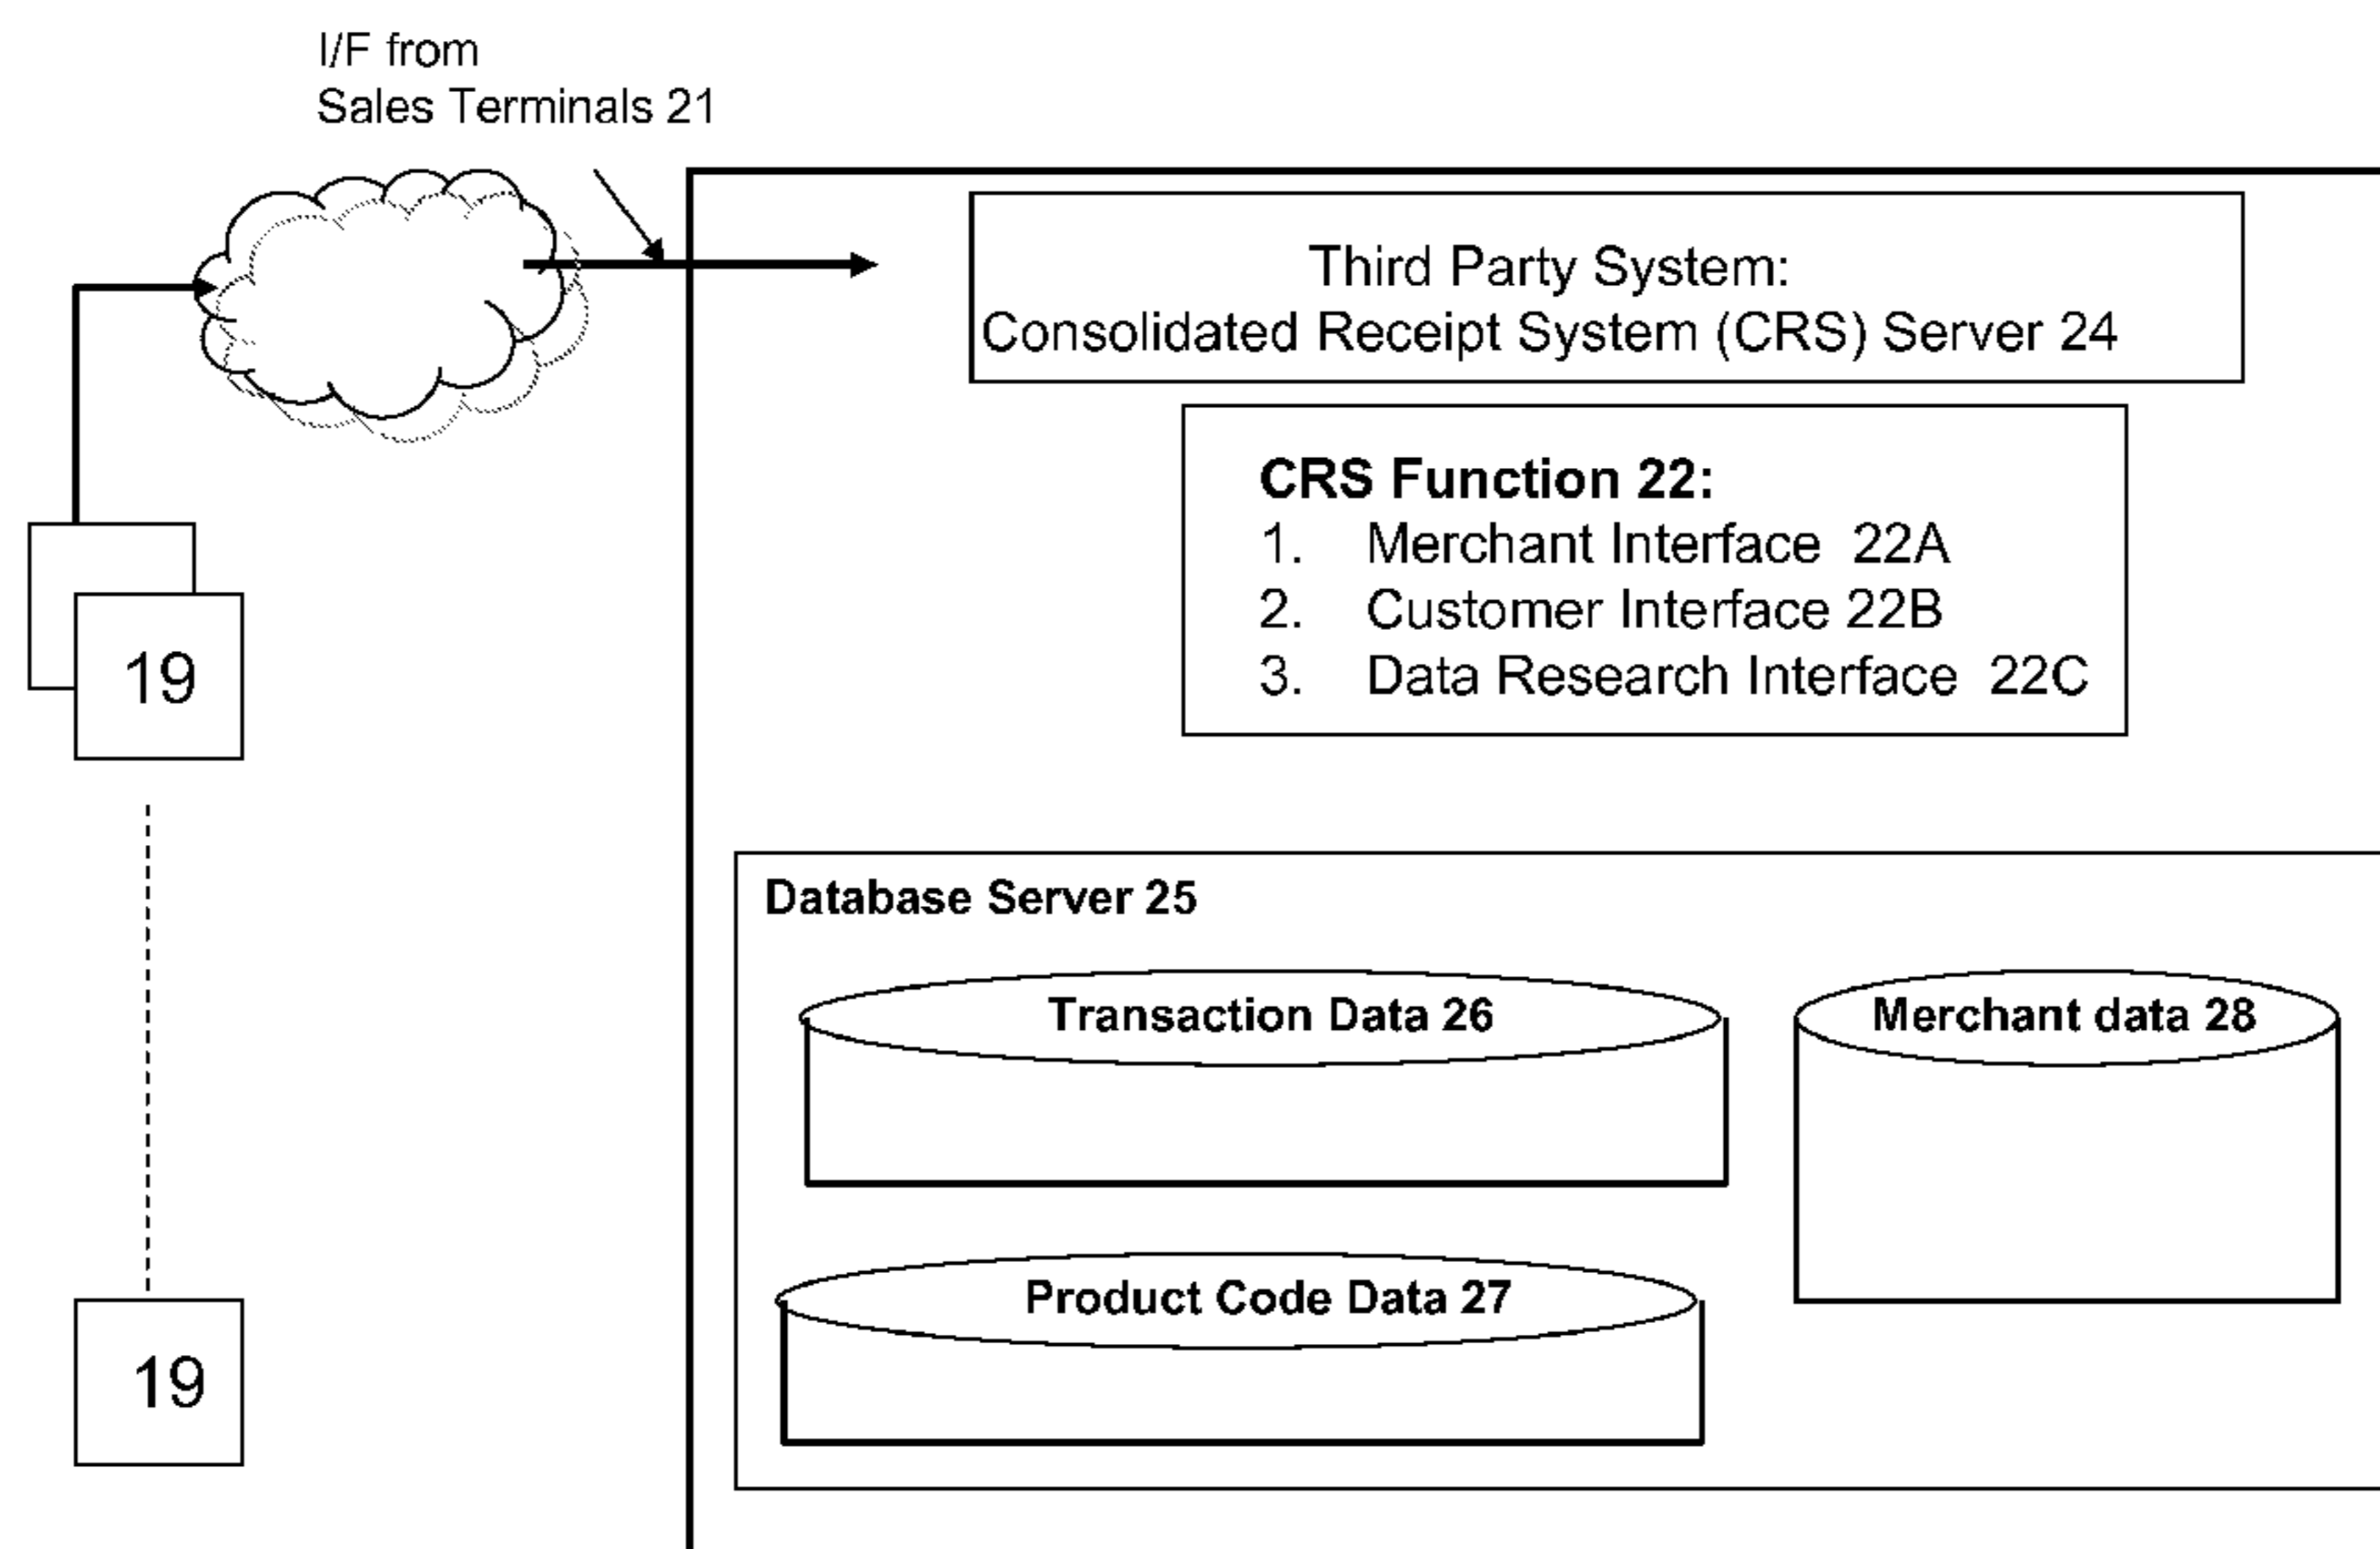 I/F from
Sales Terminals 21
Third Party System:
Consolidated Receipt System (CRS) Server 24
CRS Function 22:
1. Merchant Interface 22A
2. Customer Interface 22B
3. Data Research Interface 22C
19
Database Server 25
Transaction Data 26
Merchant data 28
Product Code Data 27
19